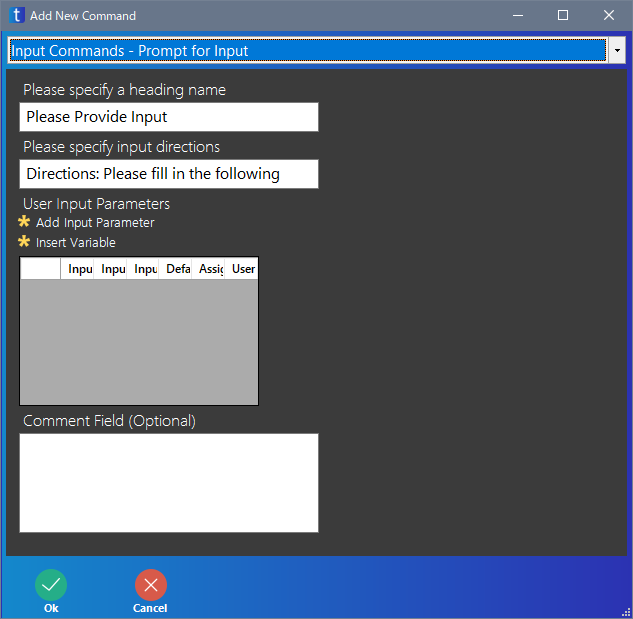 Add New Command
Input Commands - Prompt for Input
Please specify a heading name
Please Provide Input
Please specify input directions
Directions: Please fill in the following
User Input Parameters
Add Input Parameter
Insert Variable
Inpu Inpu Inpu Defa Assig User
Comment Field (Optional)
Ok Cancel